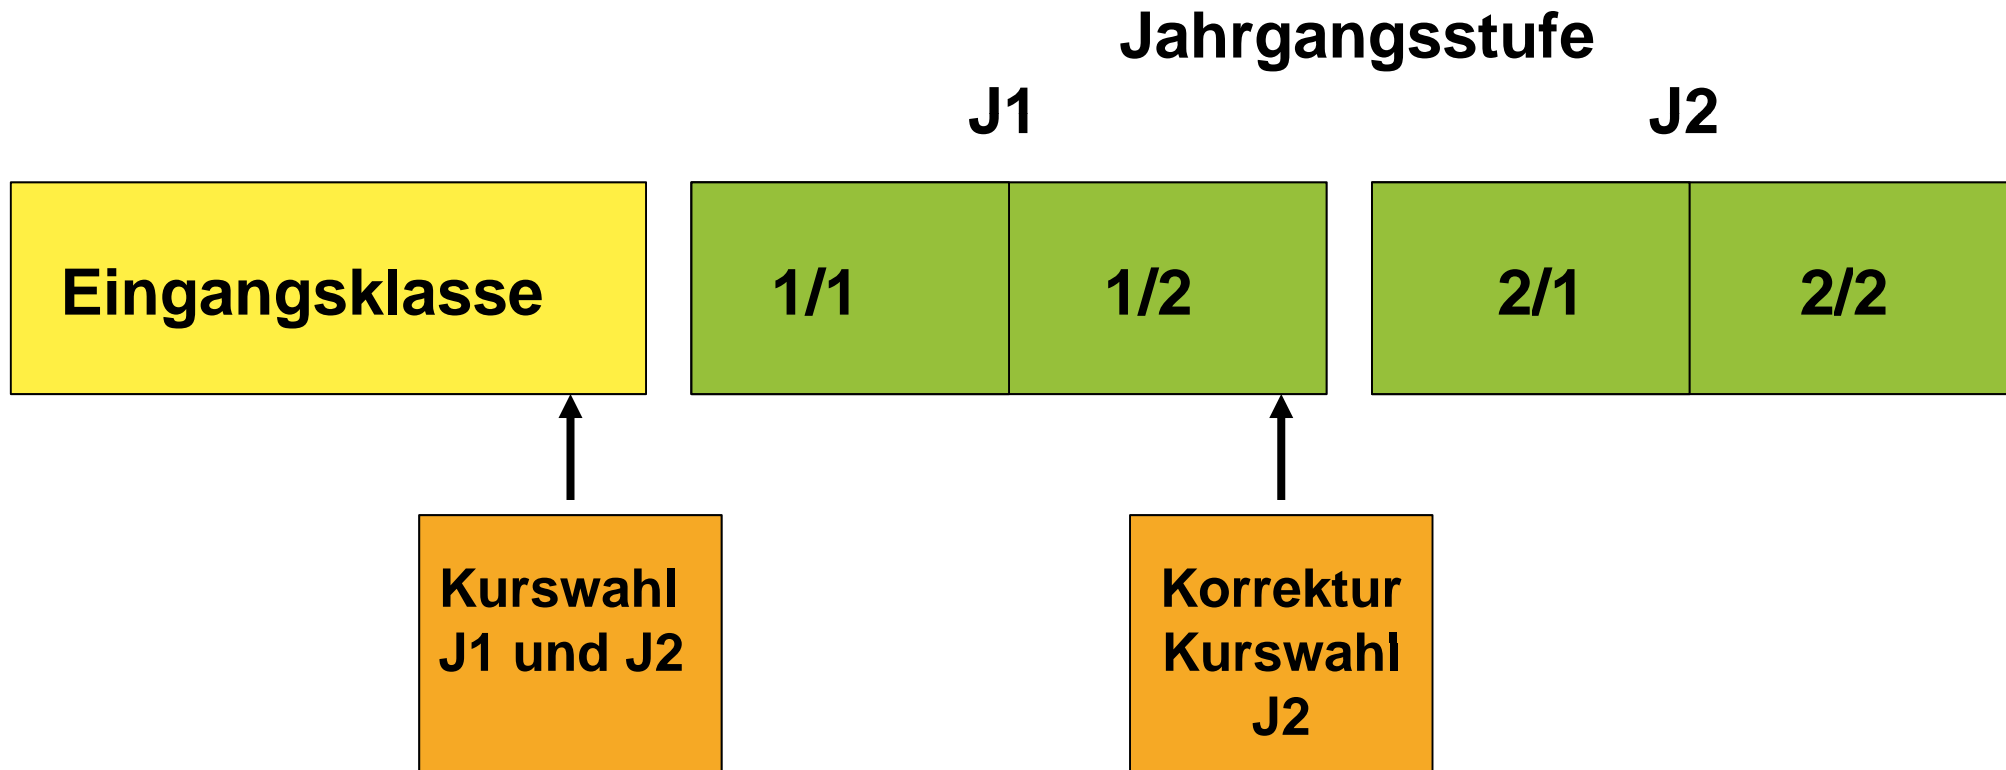 Jahrgangsstufe
J1 J2
Eingangsklasse 1/1 1/2 2/1 2/2
Kurswahl
J1 und J2
Korrektur
Kurswahl
J2